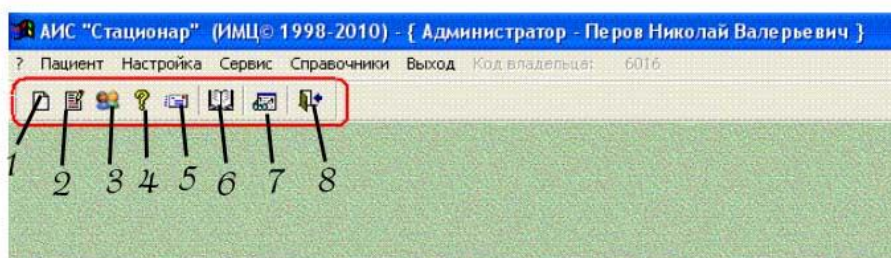 АИС "Стационар" (ИМЦ© 1998-2010) - { Администратор - Перов Николай Валерьевич }
? Пациент Настройка Сервис Справочники Выход Код владельца: 6016
1 2 3 4 5 6 7 8